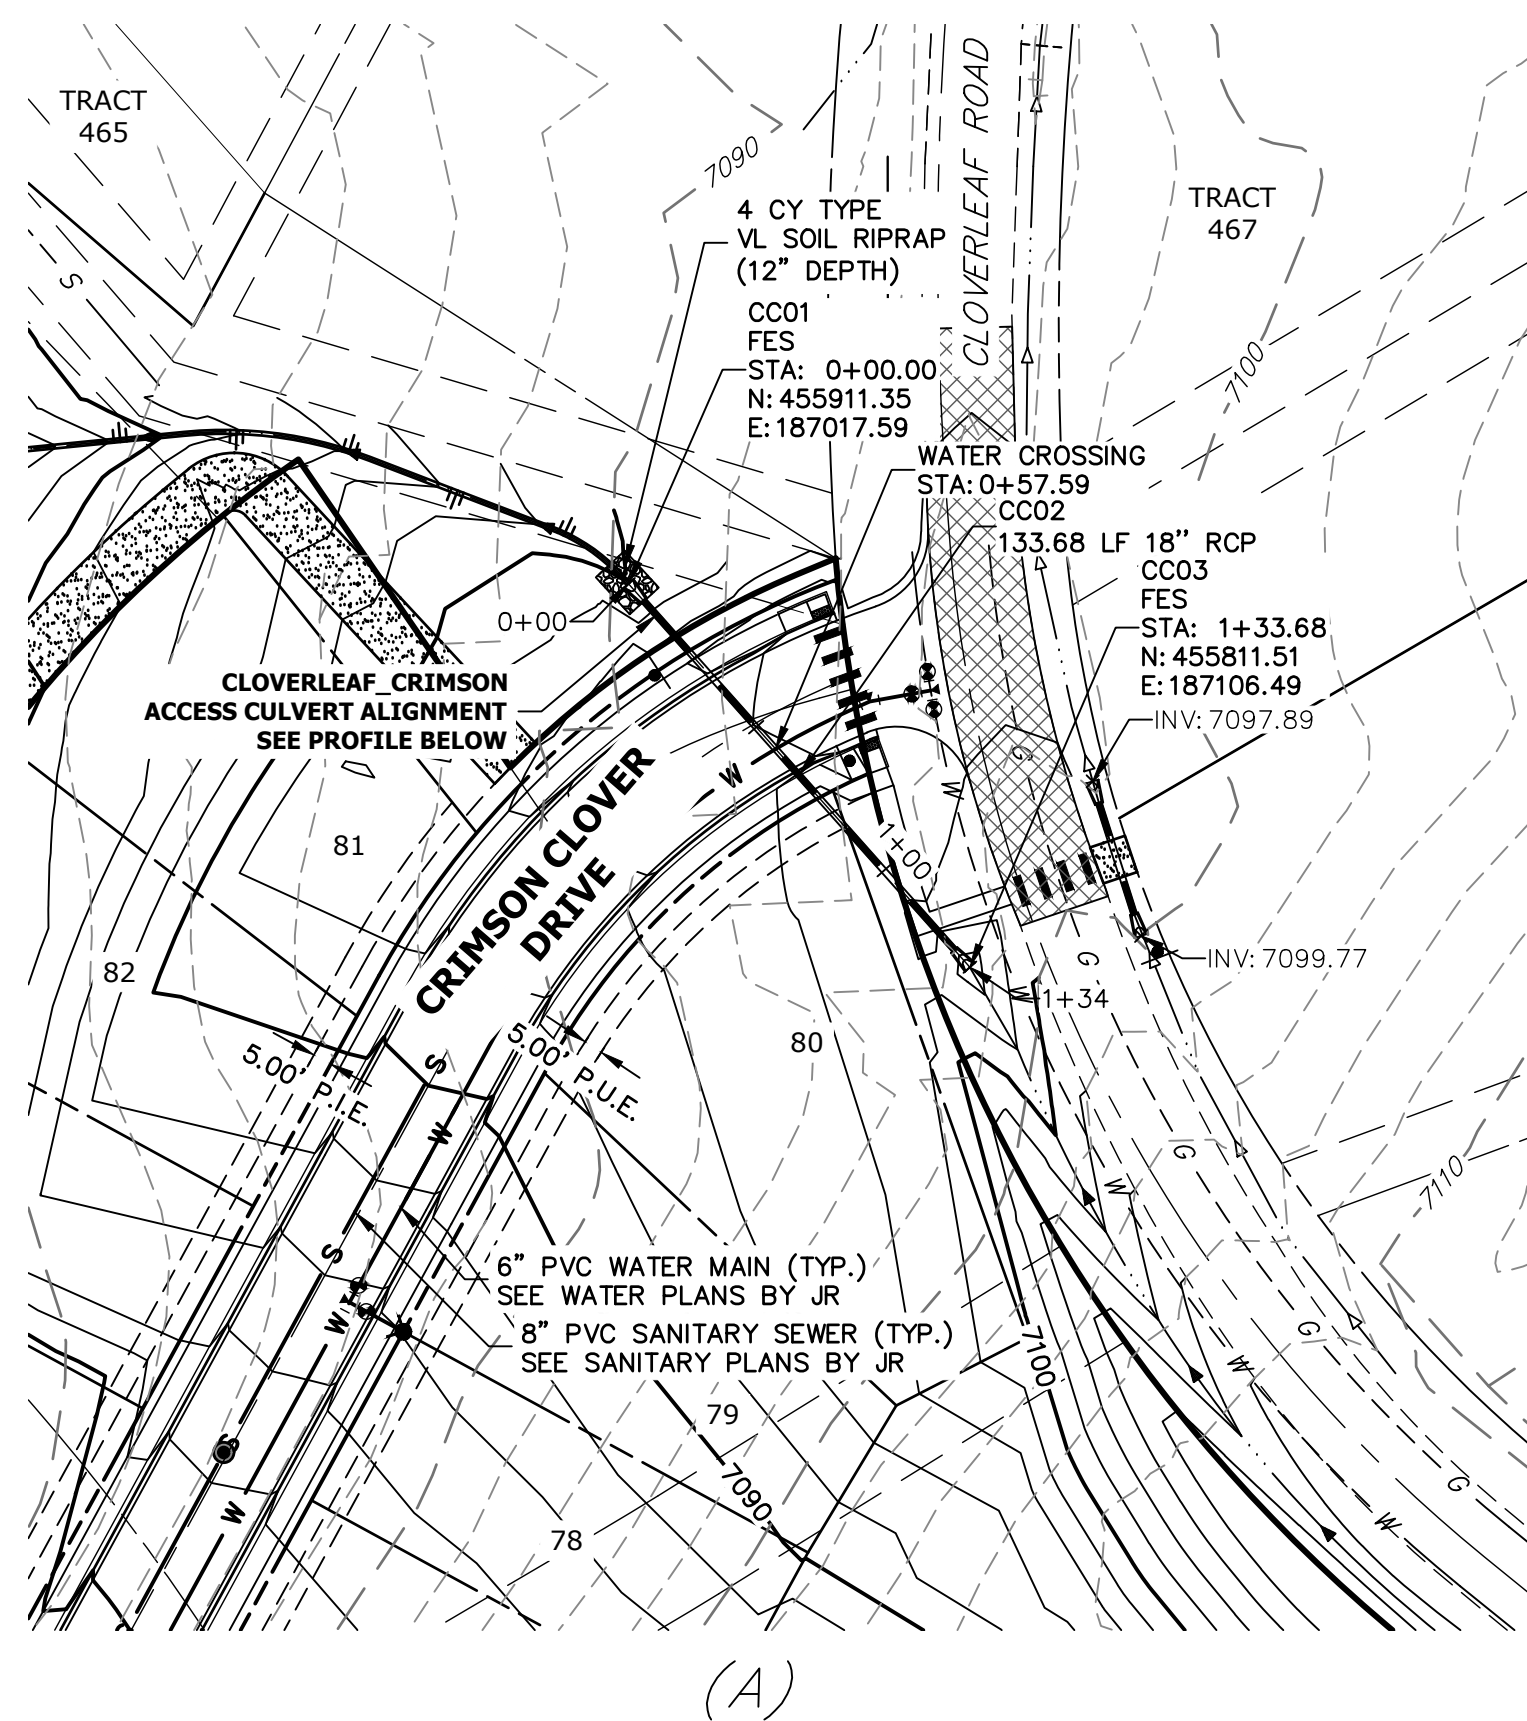 TRACT
465
7090
CLOVERLEAF ROAD
TRACT
467
4 CY TYPE
VL SOIL RIPRAP
(12” DEPTH)
S
CC01
FES
STA: 0+00.00
N: 455911.35
E: 187017.59
7100
WATER CROSSING
STA: 0+57.59
CC02
133.68 LF 18” RCP
CC03
FES
STA: 1+33.68
N: 455811.51
E: 187106.49
0+00
CLOVERLEAF_CRIMSON
ACCESS CULVERT ALIGNMENT
SEE PROFILE BELOW
INV: 7097.89
G
W
W
81
1+00
CRIMSON CLOVER
DRIVE
82
G
INV: 7099.77
W
1+34
80
5.00' P.I.E.
5.00' P.U.E.
S
W
G
W
7110
S
6” PVC WATER MAIN (TYP.)
SEE WATER PLANS BY JR
W
8” PVC SANITARY SEWER (TYP.)
SEE SANITARY PLANS BY JR
7100
G
W
79
S
7090
G
W
W
78
(A)